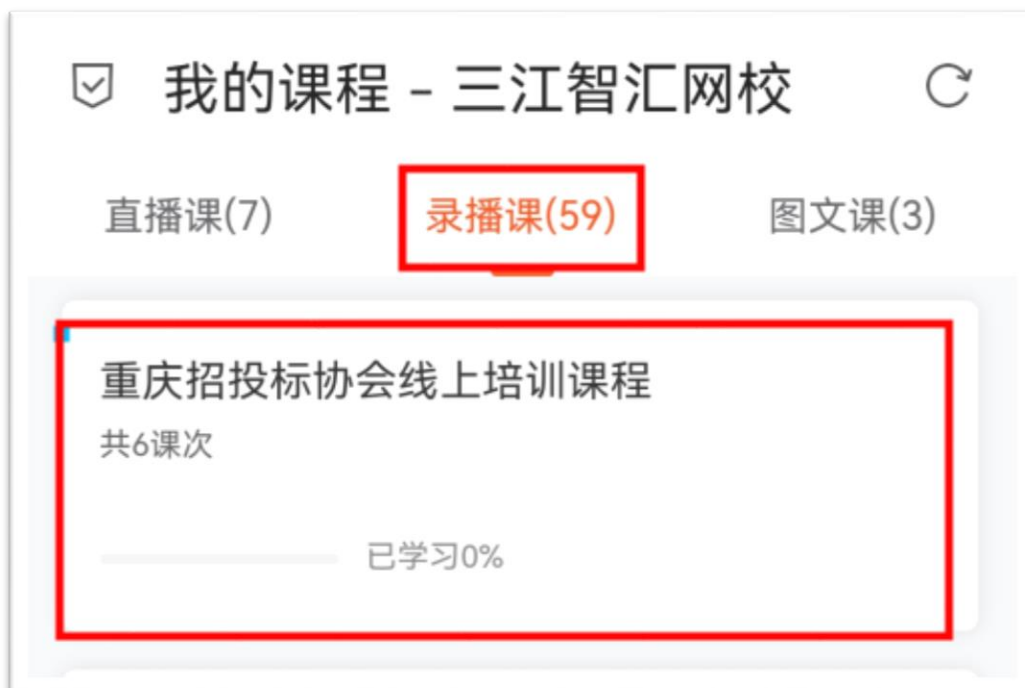 我的课程 - 三江智汇网校
直播课(7) 录播课(59) 图文课(3)
重庆招投标协会线上培训课程
共6课次
已学习0%